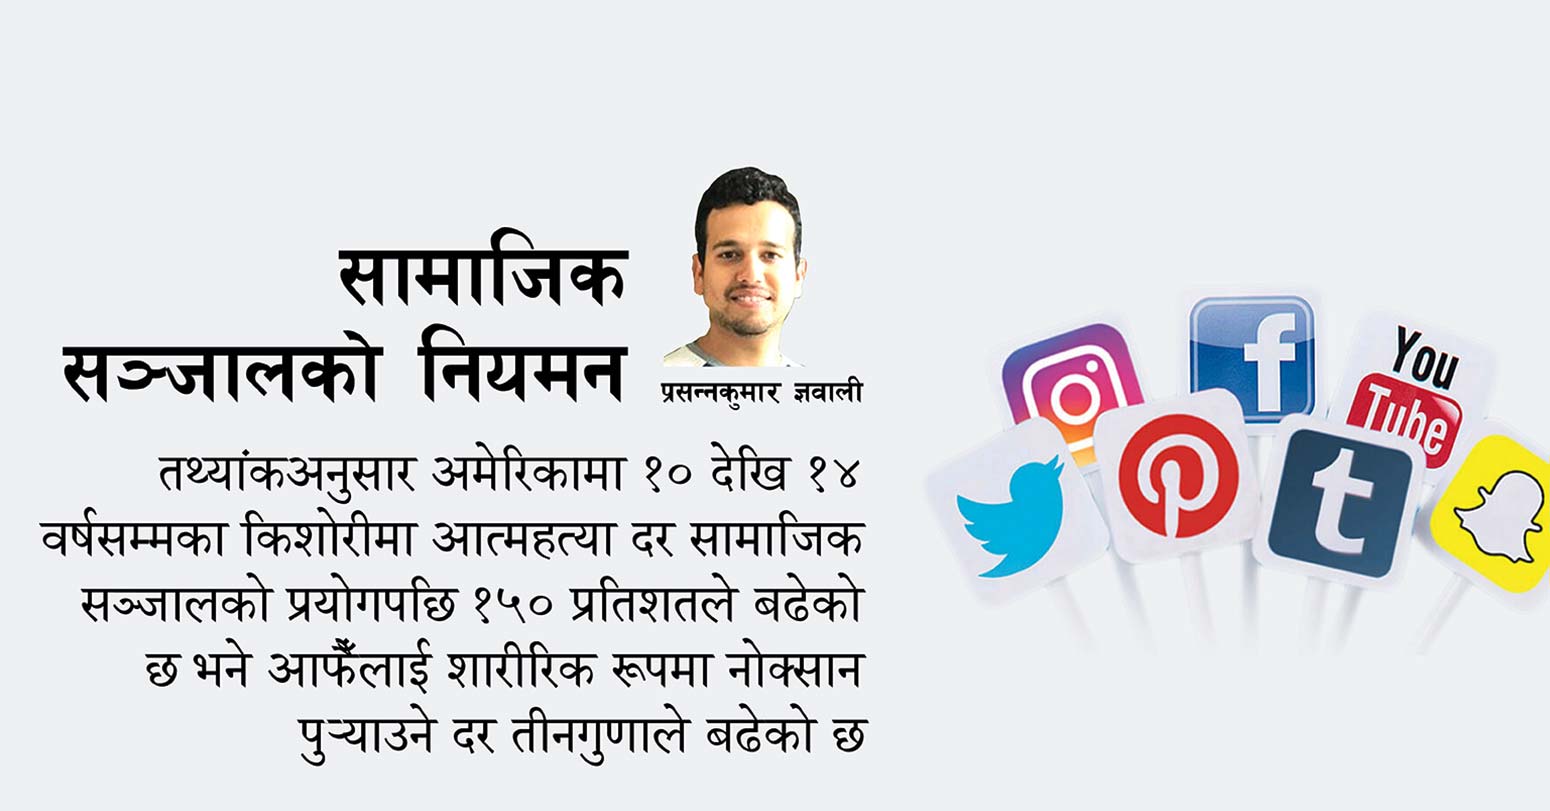 सामाजिक
सञ्जालको नियमन
प्रसन्नकुमार ज्ञवाली
तथ्यांकअनुसार अमेरिकामा १० देखि १४
वर्षसम्मका किशोरीमा आत्महत्या दर सामाजिक
सञ्जालको प्रयोगपछि १५० प्रतिशतले बढेको
छ भने आफैँलाई शारीरिक रूपमा नोक्सान
पुर्‍याउने दर तीनगुणाले बढेको छ
f
You
Tube
t